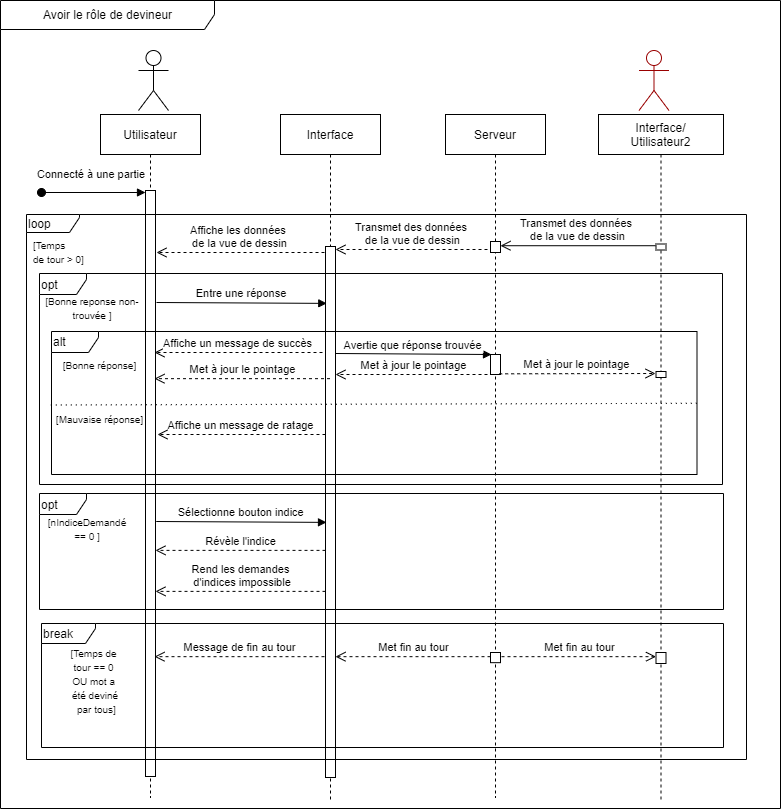 Avoir le rôle de devineur
Utilisateur
Interface
Serveur
Interface/
Utilisateur2
Connecté à une partie
loop
[Temps
de tour > 0]
Affiche les données
de la vue de dessin
Transmet des données
de la vue de dessin
Transmet des données
de la vue de dessin
opt
[Bonne reponse non-
trouvée ]
Entre une réponse
alt
[Bonne réponse]
Affiche un message de succès
Avertie que réponse trouvée
Met à jour le pointage
Met à jour le pointage
Met à jour le pointage
[Mauvaise réponse]
Affiche un message de ratage
opt
[nIndiceDemandé
== 0 ]
Sélectionne bouton indice
Révèle l'indice
Rend les demandes
d'indices impossible
break
[Temps de
tour == 0
OU mot a
été deviné
par tous]
Message de fin au tour
Met fin au tour
Met fin au tour